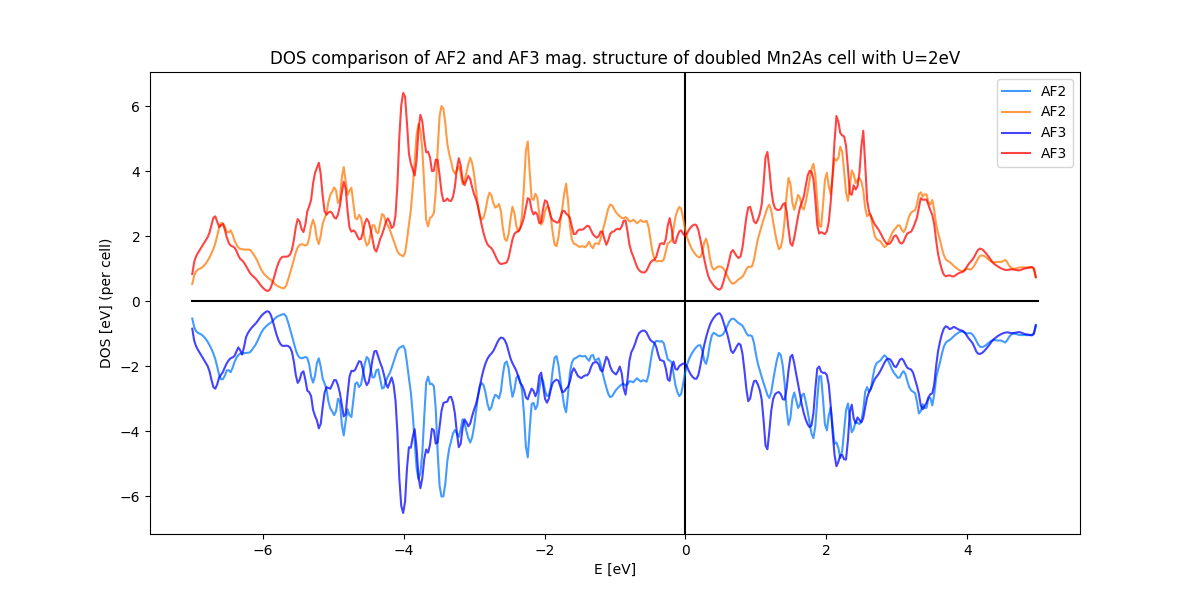 DOS comparison of AF2 and AF3 mag. structure of doubled Mn2As cell with U=2eV
AF2
AF2
AF3
AF3
6
4
2
0
−2
−4
−6
DOS [eV] (per cell)
−6 −4 −2 0 2 4
E [eV]